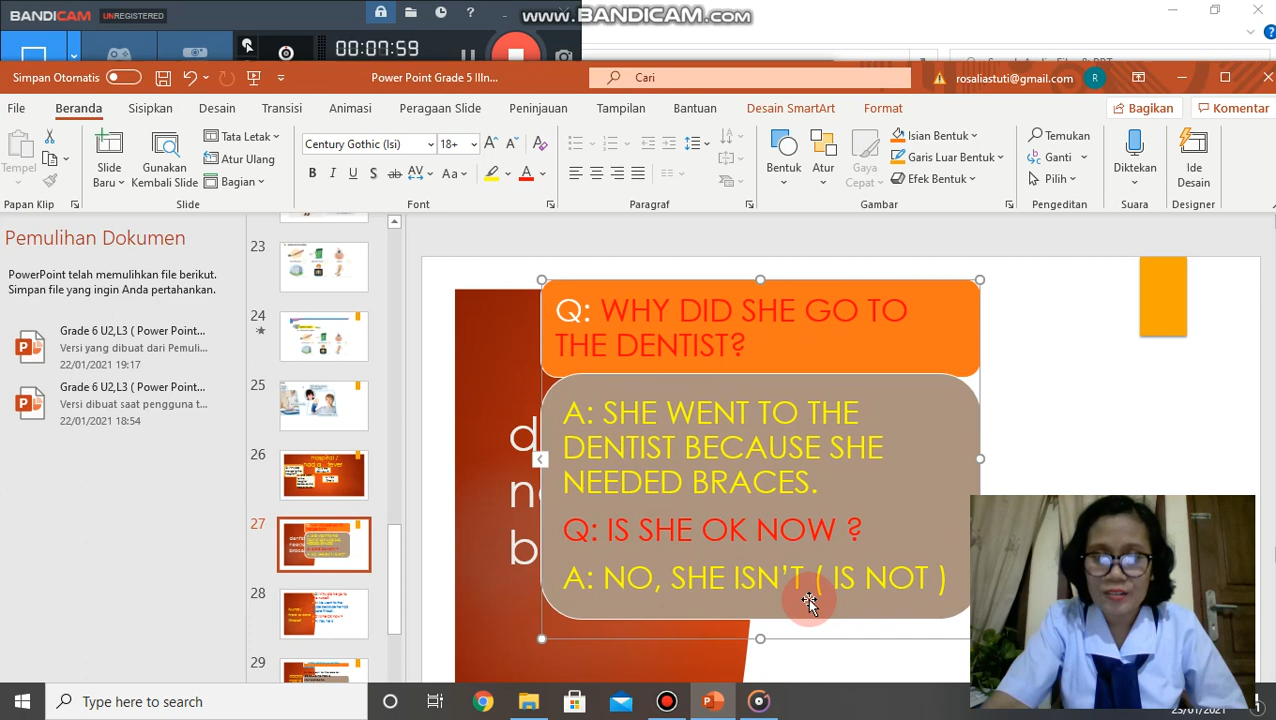 BANDICAM UNREGISTERED
www.BANDICAM.com
00:07:59
Simpan Otomatis
Power Point Grade 5 IIIn...
Cari
rosaliastuti@gmail.com
R
File Beranda Sisipkan Desain Transisi Animasi Peragaan Slide Peninjauan Tampilan Bantuan Desain SmartArt Format
Bagikan
Komentar
Tempel
Papan Klip
Slide
Baru
Gunakan
Kembali Slide
Tata Letak
Atur Ulang
Bagian
Slide
Century Gothic (Isi)
18+
Font
Paragraf
Bentuk
Atur
Gaya
Cepat
Isian Bentuk
Garis Luar Bentuk
Efek Bentuk
Gambar
Temukan
Ganti
Pilih
Pengeditan
Diktekan
Suara
Ide
Desain
Designer
Pemulihan Dokumen
PowerPoint telah memulihkan file berikut.
Simpan file yang ingin Anda pertahankan.
Grade 6 U2,L3 ( Power Point...
Versi yang dibuat dari Pemuli...
22/01/2021 19:17
Grade 6 U2,L3 ( Power Point...
Versi dibuat saat pengguna t...
22/01/2021 18:54
23
24
25
26
27
28
29
Q: WHY DID SHE GO TO
THE DENTIST?
A: SHE WENT TO THE
DENTIST BECAUSE SHE
NEEDED BRACES.
Q: IS SHE OK NOW ?
A: NO, SHE ISN'T ( IS NOT )
Type here to search